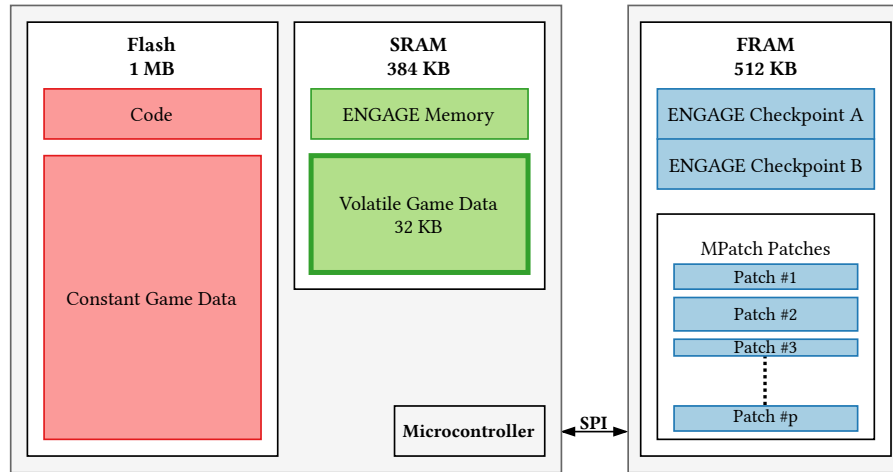 Flash
1 MB
Code
Constant Game Data
SRAM
384 KB
ENGAGE Memory
Volatile Game Data
32 KB
Microcontroller
SPI
FRAM
512 KB
ENGAGE Checkpoint A
ENGAGE Checkpoint B
MPatch Patches
Patch #1
Patch #2
Patch #3
Patch #p